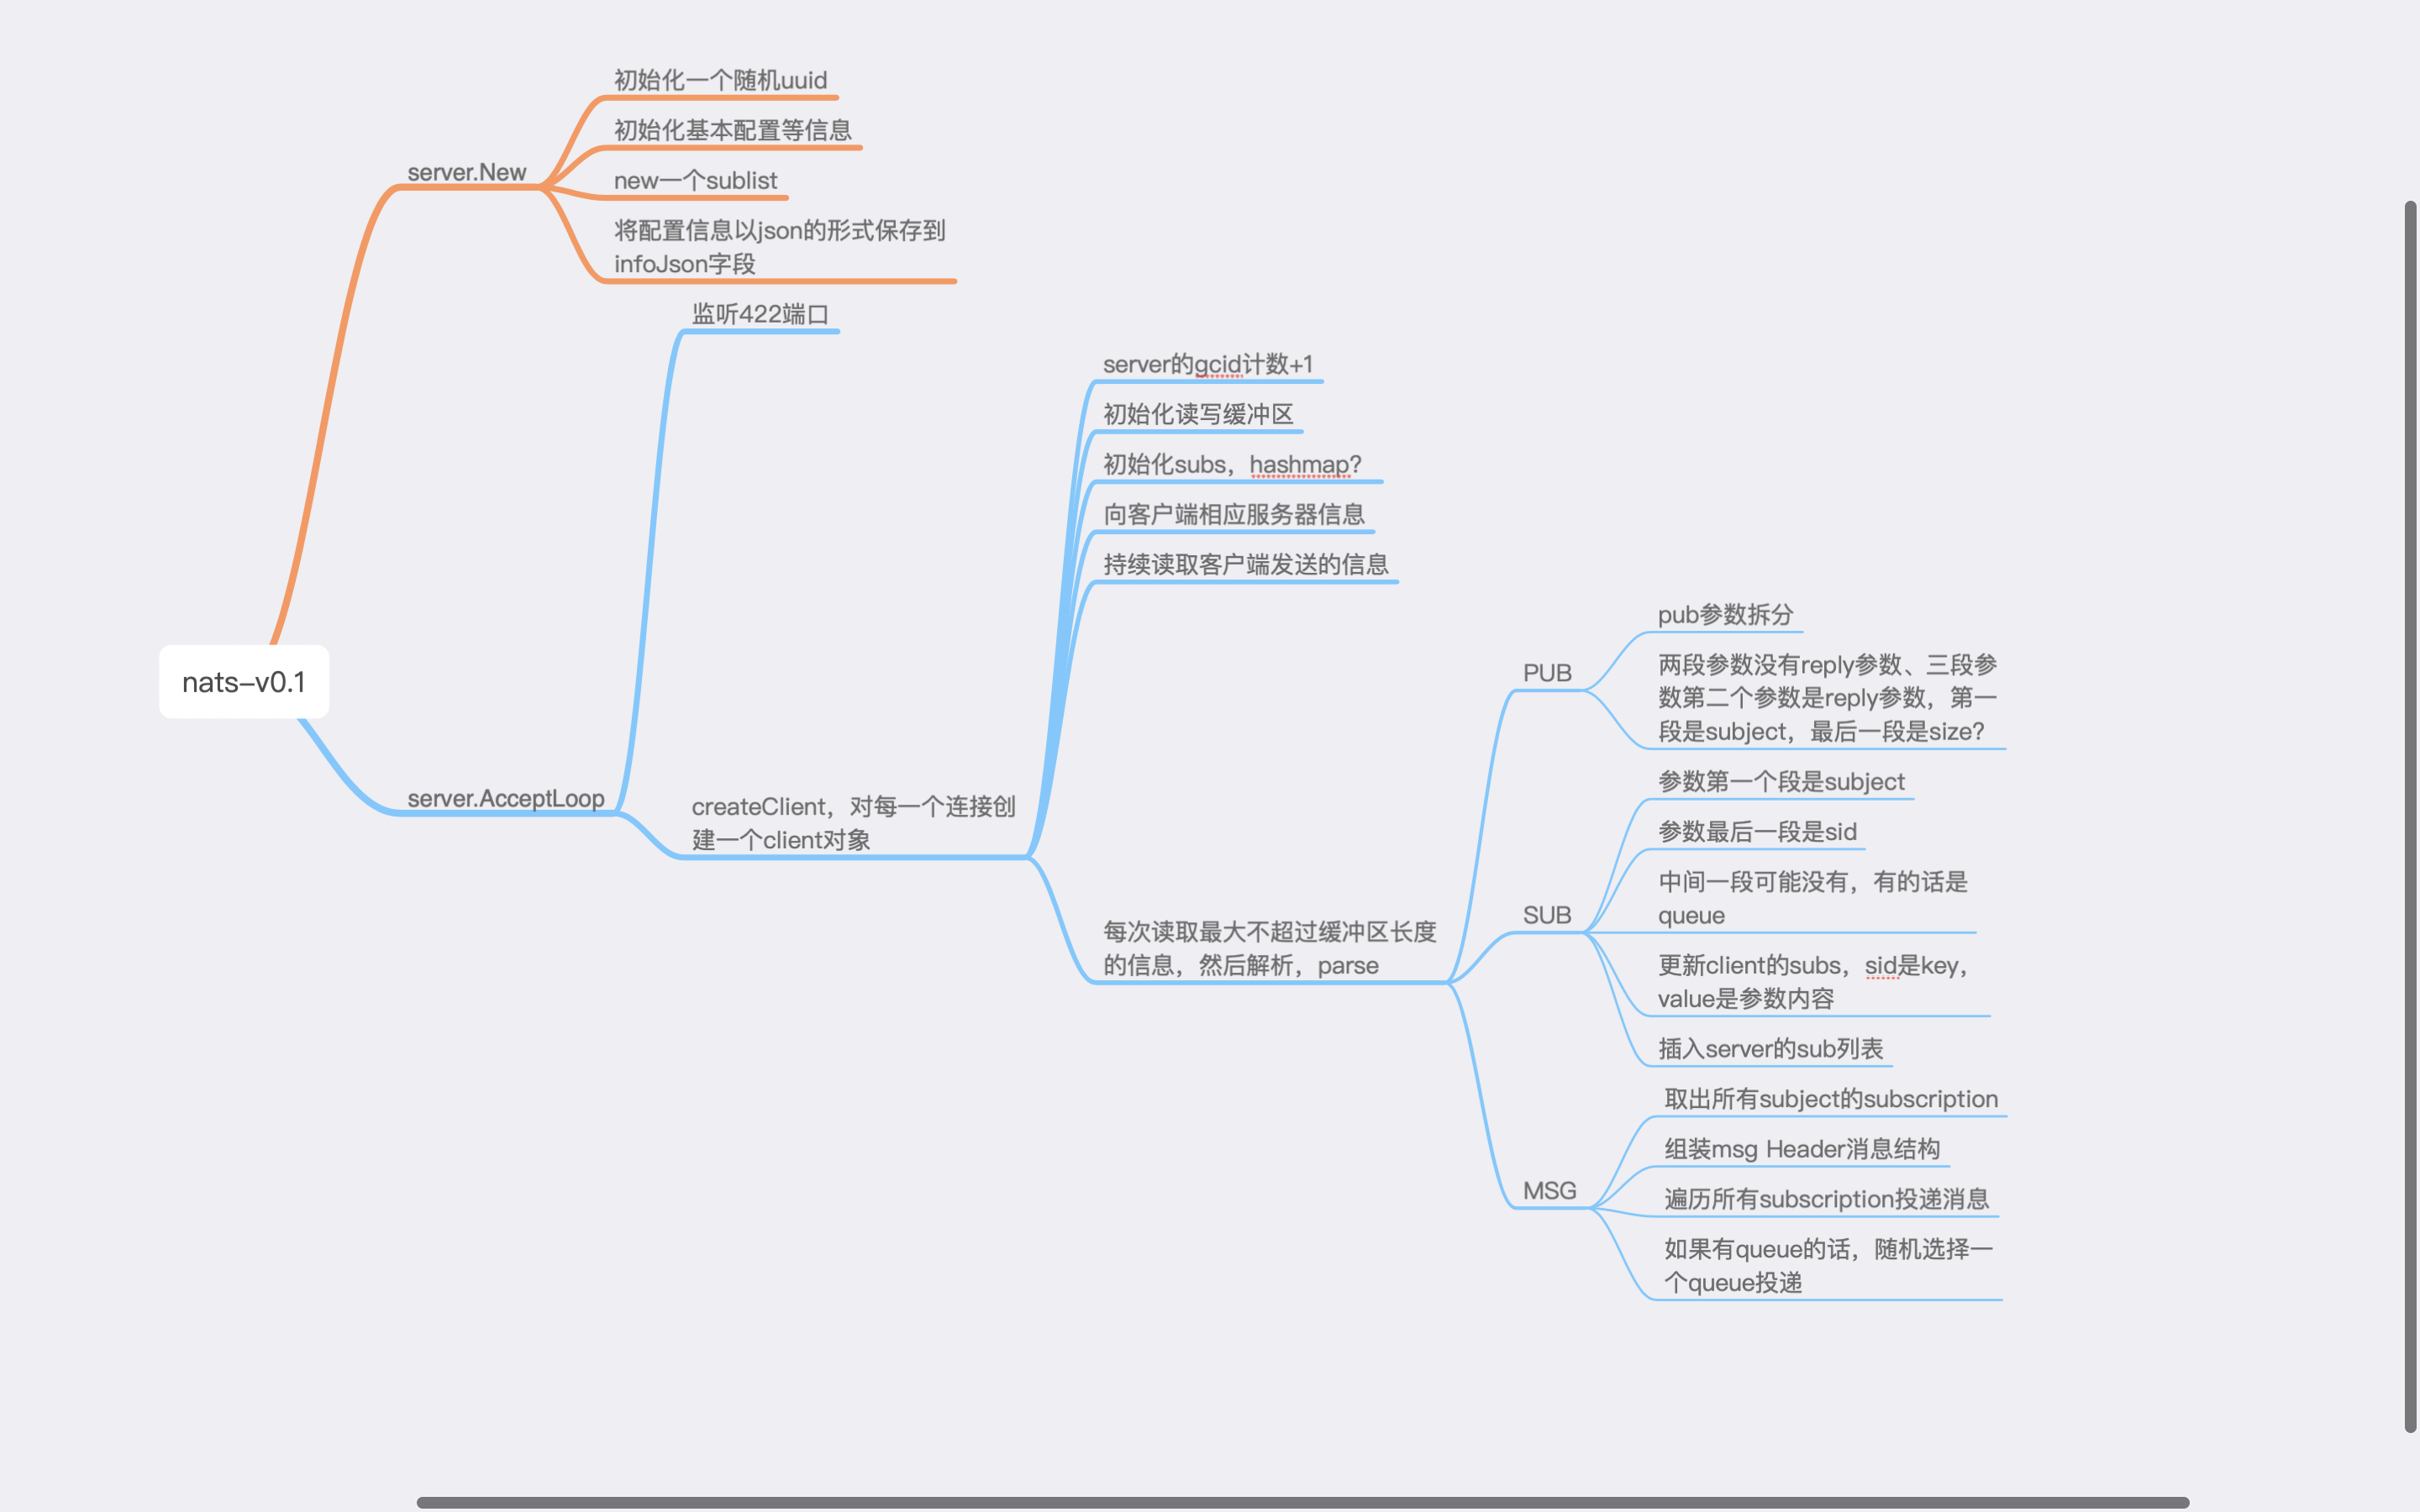 初始化一个随机uuid
初始化基本配置等信息
server.New
new一个sublist
将配置信息以json的形式保存到
infoJson字段
监听422端口
server的gcid计数+1
初始化读写缓冲区
初始化subs，hashmap？
向客户端相应服务器信息
持续读取客户端发送的信息
nats-v0.1
server.AcceptLoop
createClient，对每一个连接创
建一个client对象
每次读取最大不超过缓冲区长度
的信息，然后解析，parse
PUB
pub参数拆分
两段参数没有reply参数、三段参
数第二个参数是reply参数，第一
段是subject，最后一段是size？
SUB
参数第一个段是subject
参数最后一段是sid
中间一段可能没有，有的话是
queue
更新client的subs，sid是key，
value是参数内容
插入server的sub列表
MSG
取出所有subject的subscription
组装msg Header消息结构
遍历所有subscription投递消息
如果有queue的话，随机选择一
个queue投递